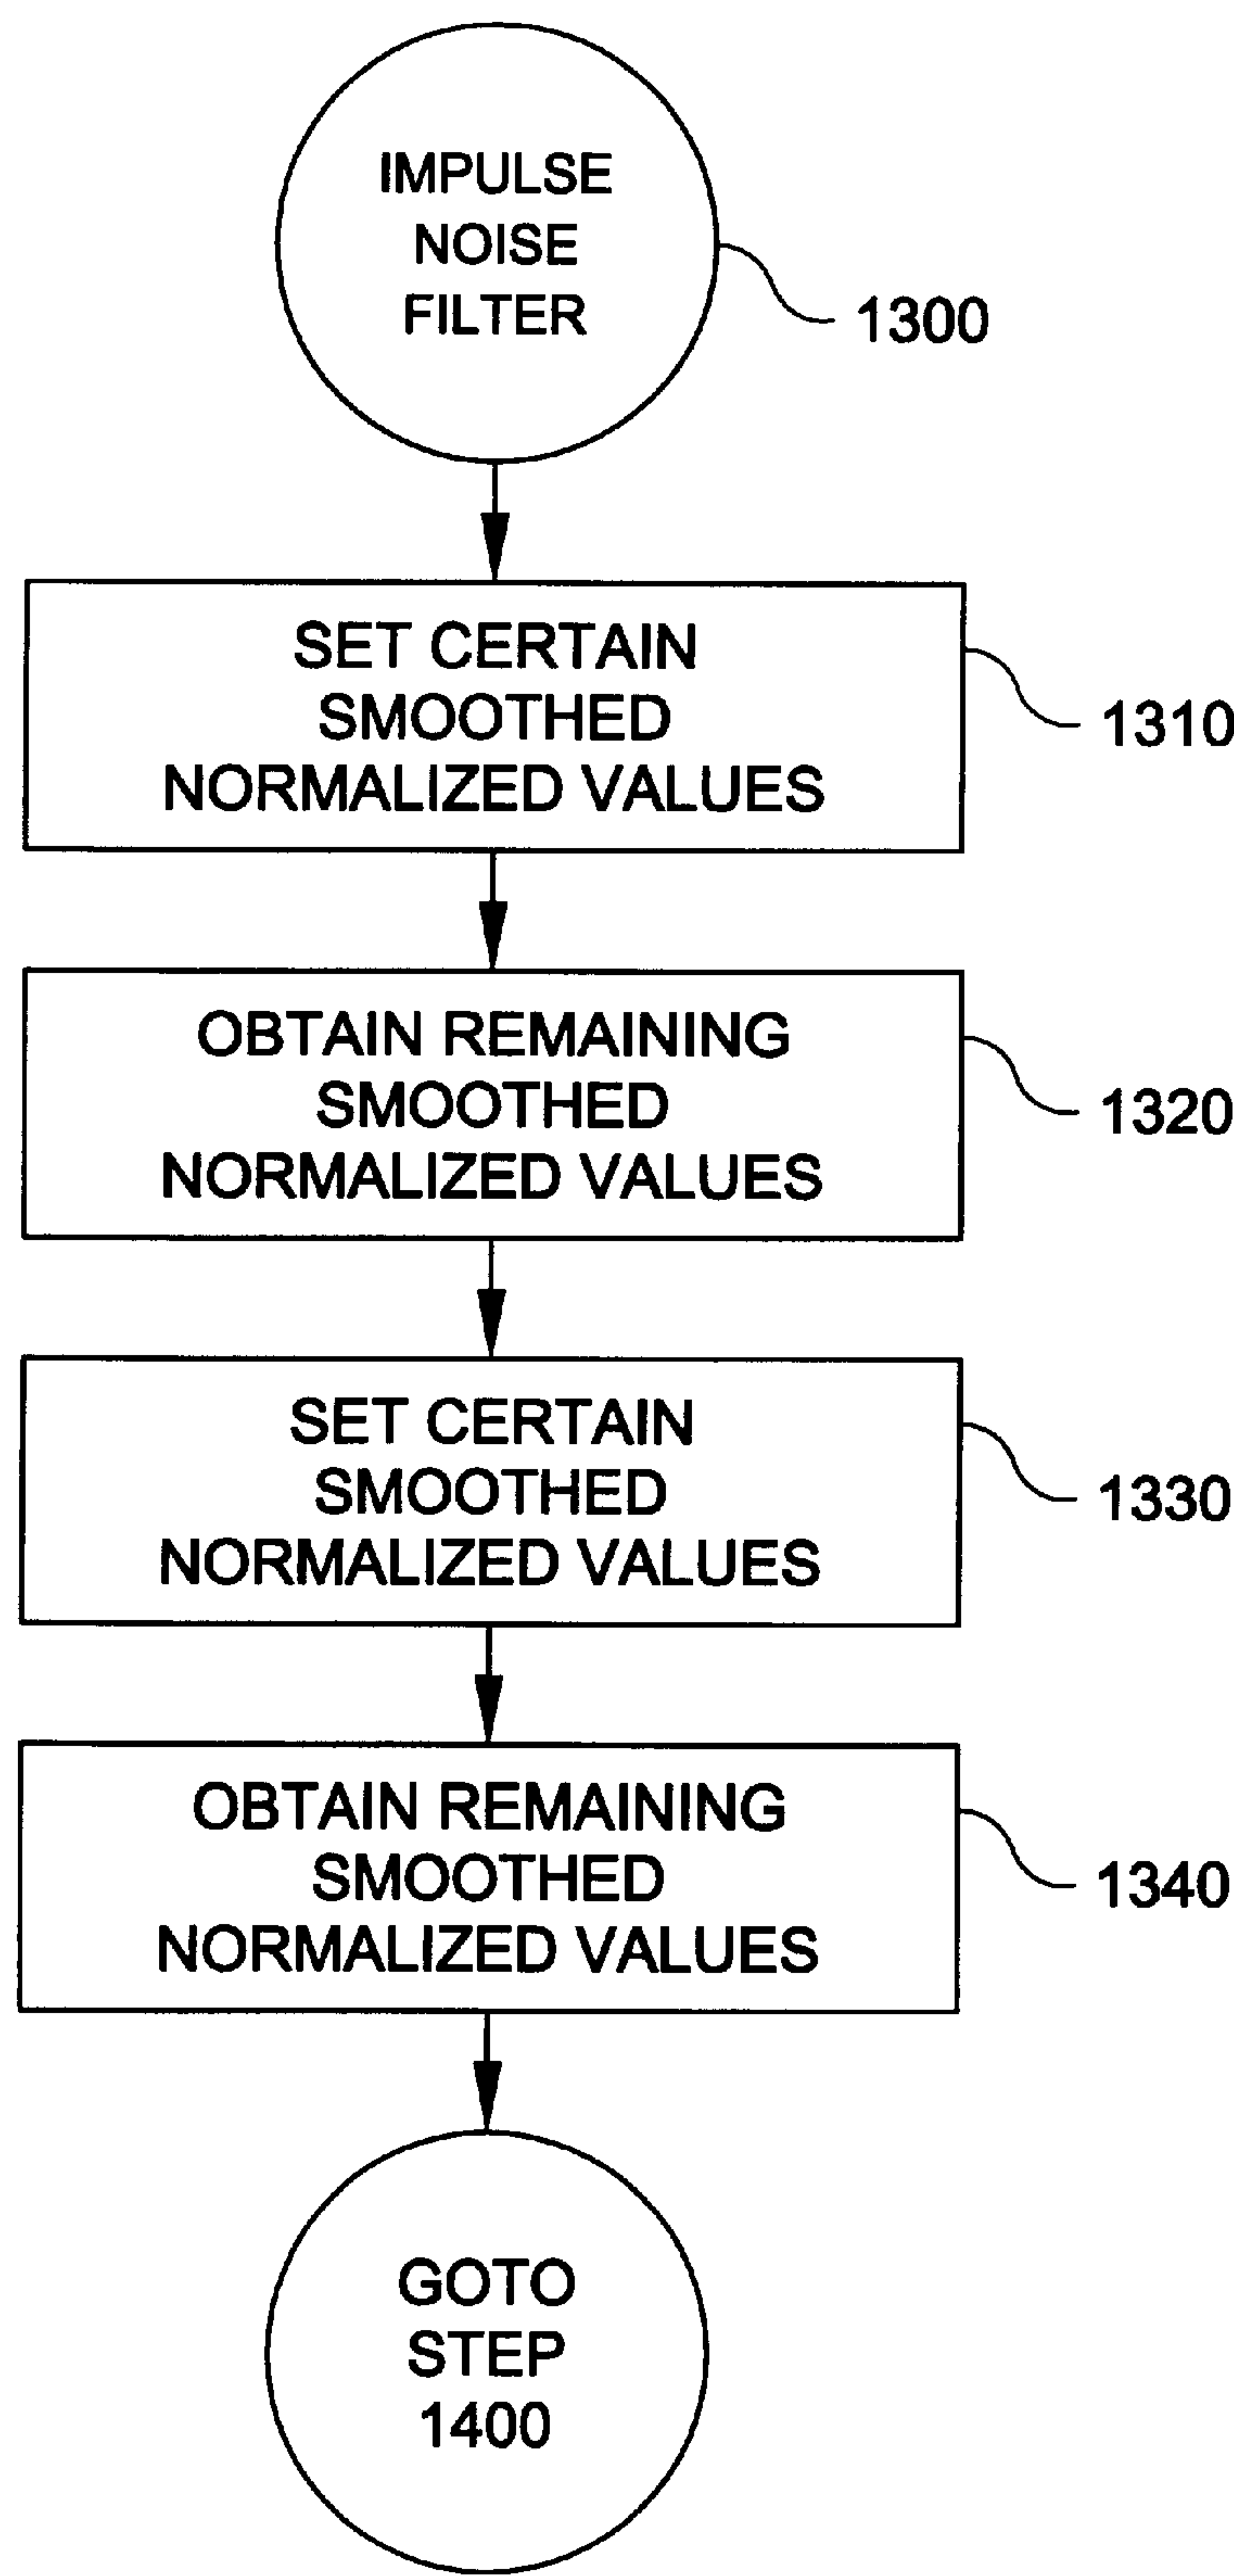 IMPULSE
NOISE
FILTER
1300
SET CERTAIN
SMOOTHED
NORMALIZED VALUES
1310
OBTAIN REMAINING
SMOOTHED
NORMALIZED VALUES
1320
SET CERTAIN
SMOOTHED
NORMALIZED VALUES
1330
OBTAIN REMAINING
SMOOTHED
NORMALIZED VALUES
1340
GOTO
STEP
1400